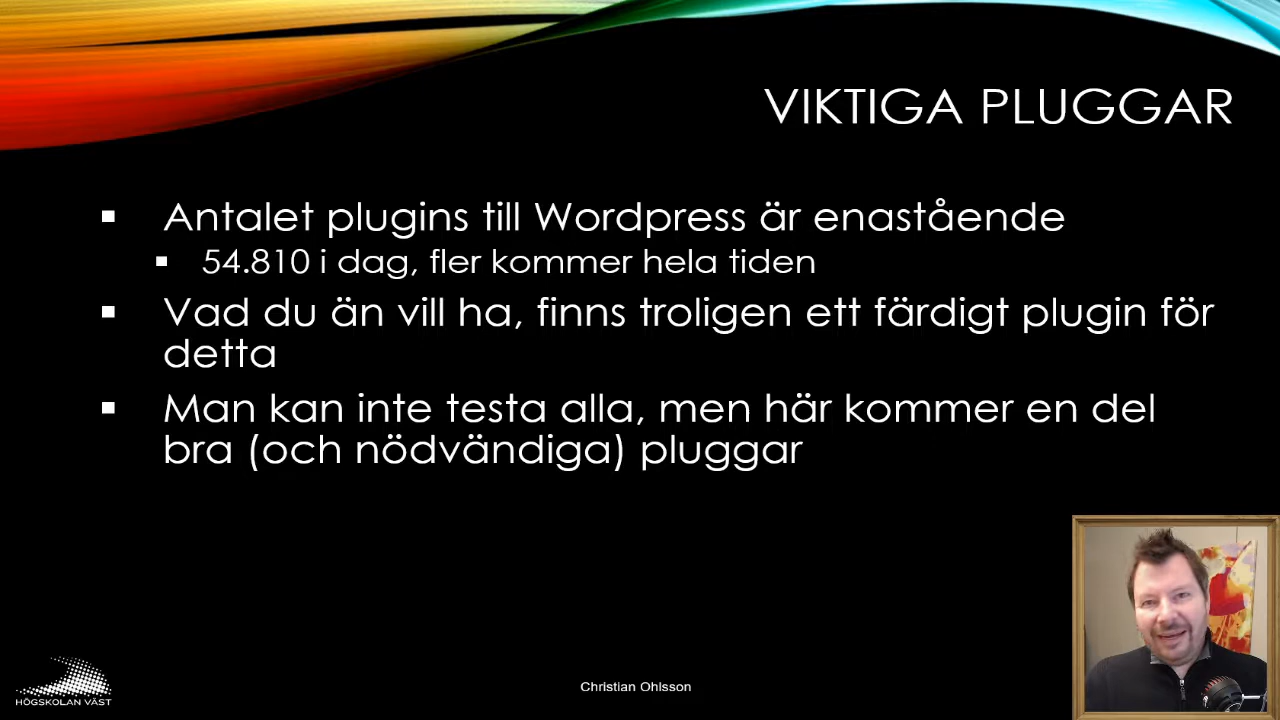 VIKTIGA PLUGGAR
Antalet plugins till Wordpress är enastående
54.810 i dag, fler kommer hela tiden
Vad du än vill ha, finns troligen ett färdigt plugin för
detta
Man kan inte testa alla, men här kommer en del
bra (och nödvändiga) pluggar
HÖGSKOLAN VÄST
Christian Ohlsson